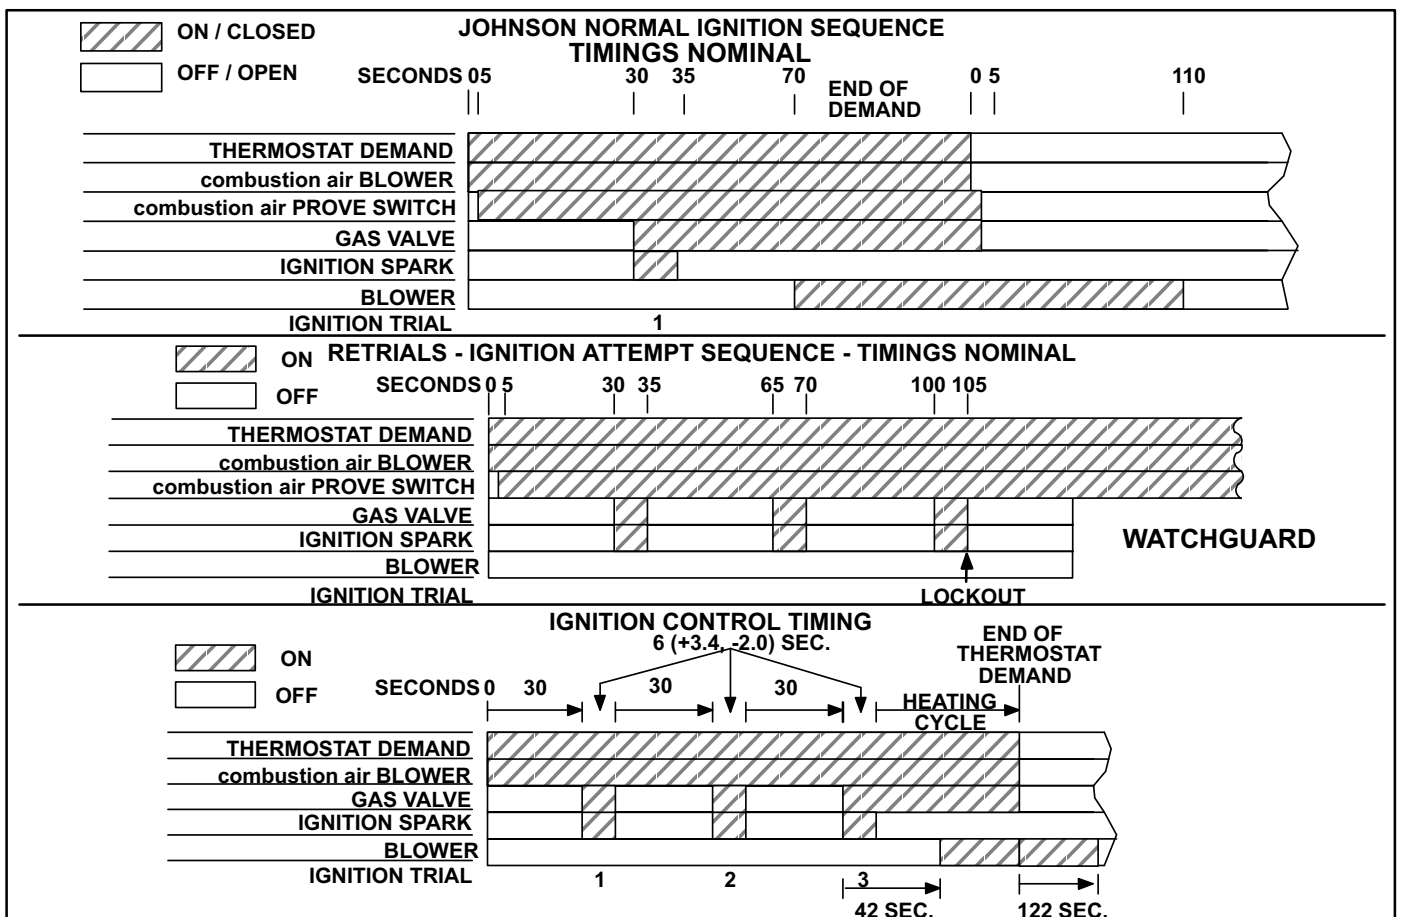 ON / CLOSED
JOHNSON NORMAL IGNITION SEQUENCE
TIMINGS NOMINAL
OFF / OPEN
SECONDS 0 5 30 35 70 END OF DEMAND 0 5 110
THERMOSTAT DEMAND
combustion air BLOWER
combustion air PROVE SWITCH
GAS VALVE
IGNITION SPARK
BLOWER
IGNITION TRIAL 1
ON RETRIALS - IGNITION ATTEMPT SEQUENCE - TIMINGS NOMINAL
OFF
SECONDS 0 5 30 35 65 70 100 105
THERMOSTAT DEMAND
combustion air BLOWER
combustion air PROVE SWITCH
GAS VALVE
IGNITION SPARK
WATCHGUARD
BLOWER
IGNITION TRIAL
LOCKOUT
IGNITION CONTROL TIMING
6 (+3.4, -2.0) SEC.
END OF
THERMOSTAT
DEMAND
ON
OFF
SECONDS 0 30 30 30
HEATING
CYCLE
THERMOSTAT DEMAND
combustion air BLOWER
GAS VALVE
IGNITION SPARK
BLOWER
IGNITION TRIAL 1 2 3
42 SEC. 122 SEC.